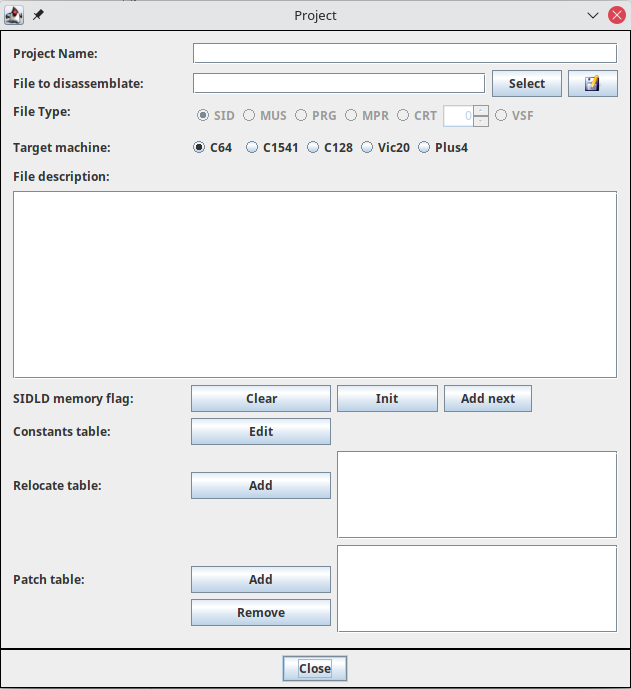 Project
Project Name:
File to disassemblate: Select
File Type: SID MUS PRG MPR CRT 0 VSF
Target machine: C64 C1541 C128 Vic20 Plus4
File description:
SIDLD memory flag: Clear Init Add next
Constants table: Edit
Relocate table: Add
Patch table: Add
Remove
Close